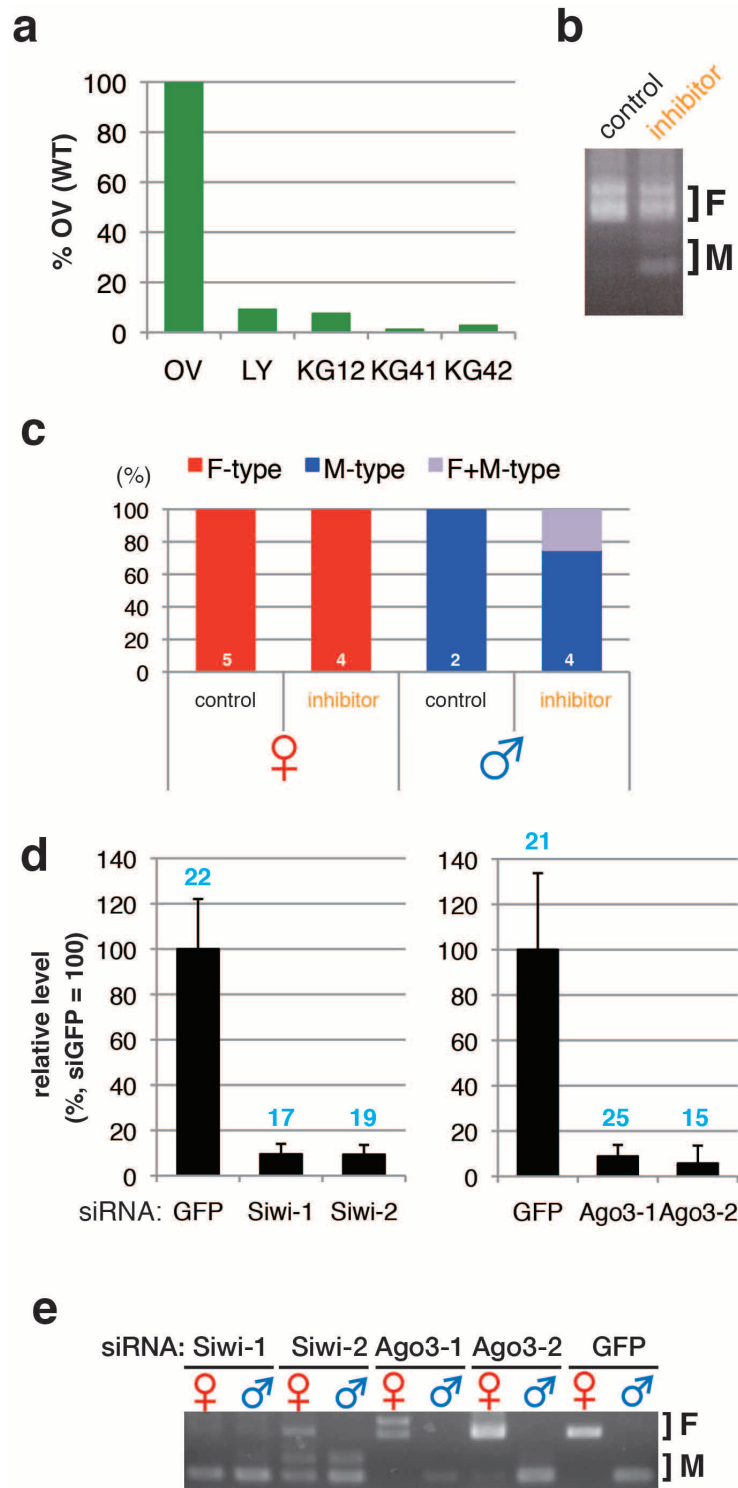 a
% OV (WT)
100
80
60
40
20
0
OV LY KG12 KG41 KG42
b
control inhibitor
F
M
c
(%) F-type M-type F+M-type
100
80
60
40
20
0
5 4 2 4
control inhibitor control inhibitor
♀ ♂
d
relative level
(%, siGFP = 100)
140
120
100
80
60
40
20
0
22 17 19
siRNA: GFP Siwi-1 Siwi-2
140
120
100
80
60
40
20
0
21 25 15
GFP Ago3-1 Ago3-2
e
siRNA: Siwi-1 Siwi-2 Ago3-1 Ago3-2 GFP
♀ ♂ ♀ ♂ ♀ ♂ ♀ ♂ ♀ ♂
F
M